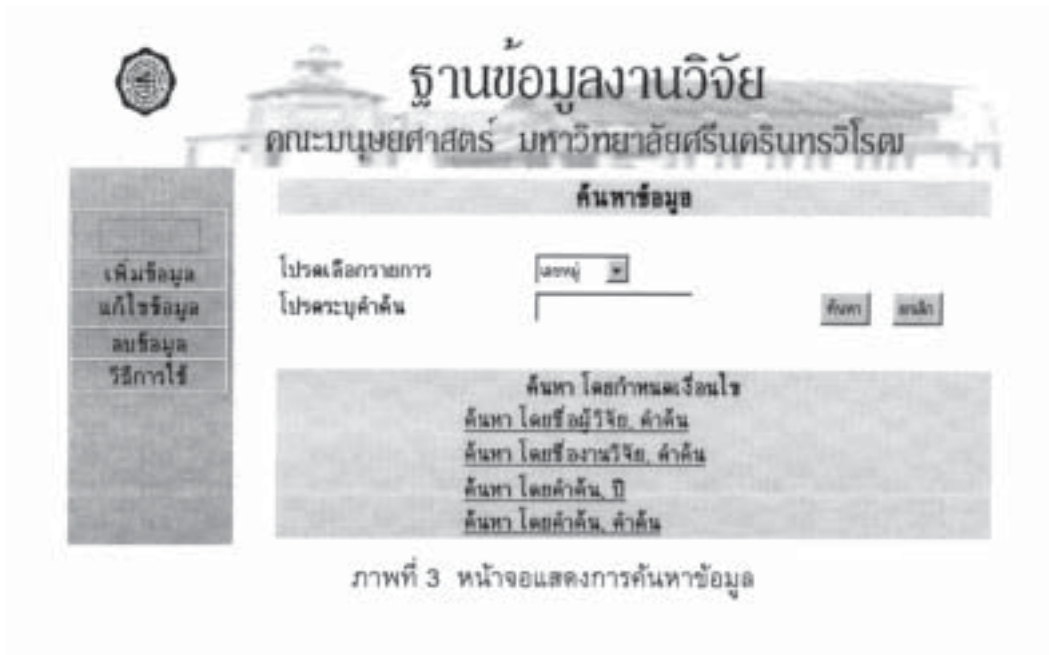 ฐานข้อมูลงานวิจัย
คณะมนุษยศาสตร์ มหาวิทยาลัยศรีนครินทรวิโรฒ
ค้นหาข้อมูล
เพิ่มข้อมูล
แก้ไขข้อมูล
ลบข้อมูล
วิธีการใช้
โปรดเลือกรายการ เลขหมู่
โปรดระบุคำค้น ค้นหา ยกเลิก
ค้นหา โดยกำหนดเงื่อนไข
ค้นหา โดยชื่อผู้วิจัย, คำค้น
ค้นหา โดยชื่องานวิจัย, คำค้น
ค้นหา โดยคำค้น, ปี
ค้นหา โดยคำค้น, คำค้น
ภาพที่ 3 หน้าจอแสดงการค้นหาข้อมูล